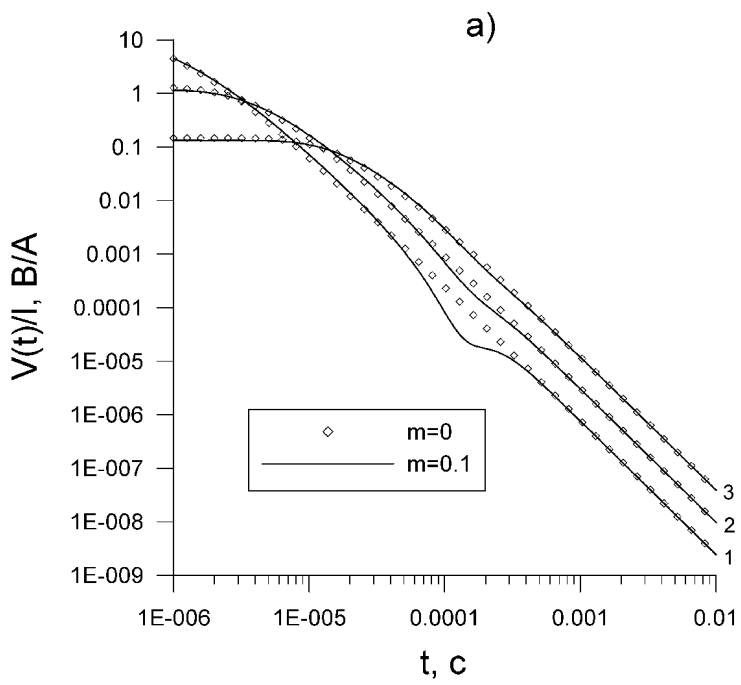 a)
10
1
0.1
0.01
0.001
0.0001
1E-005
1E-006
1E-007
1E-008
1E-009
V(t)/I, В/А
m=0
m=0.1
3
2
1
1E-006
1E-005
0.0001
0.001
0.01
t, с